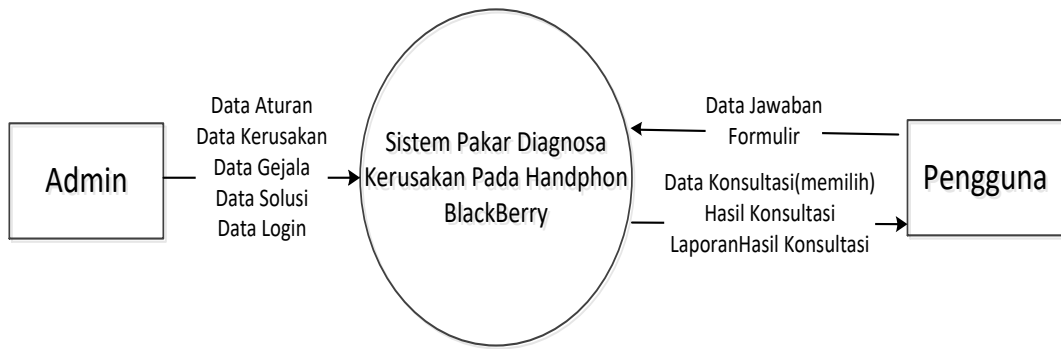 Admin
Data Aturan
Data Kerusakan
Data Gejala
Data Solusi
Data Login
Sistem Pakar Diagnosa
Kerusakan Pada Handphon
BlackBerry
Data Jawaban
Formulir
Data Konsultasi(memilih)
Hasil Konsultasi
LaporanHasil Konsultasi
Pengguna